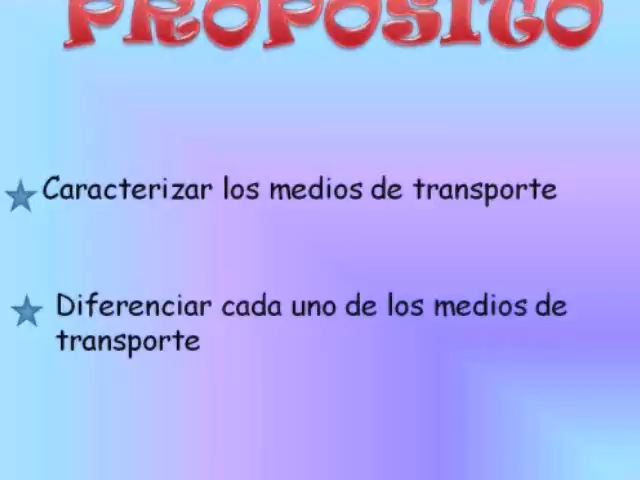 PROPOSITO
Caracterizar los medios de transporte
Diferenciar cada uno de los medios de
transporte